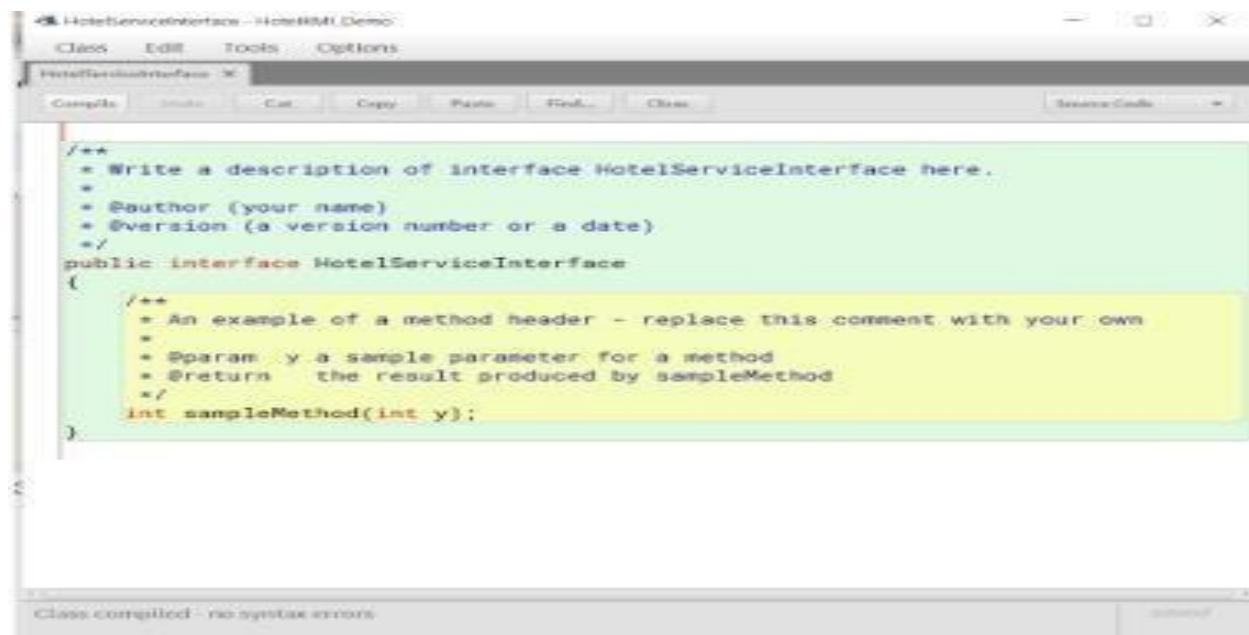 HotelServiceInterface - HotelRMI_Demo
Class Edit Tools Options
HotelServiceInterface ×
Compile Undo Cut Copy Paste Find... Close Source Code
/**
 * Write a description of interface HotelServiceInterface here.
 *
 * @author (your name)
 * @version (a version number or a date)
 */
public interface HotelServiceInterface
{
    /**
     * An example of a method header - replace this comment with your own
     *
     * @param  y a sample parameter for a method
     * @return   the result produced by sampleMethod
     */
    int sampleMethod(int y);
}
Class compiled - no syntax errors